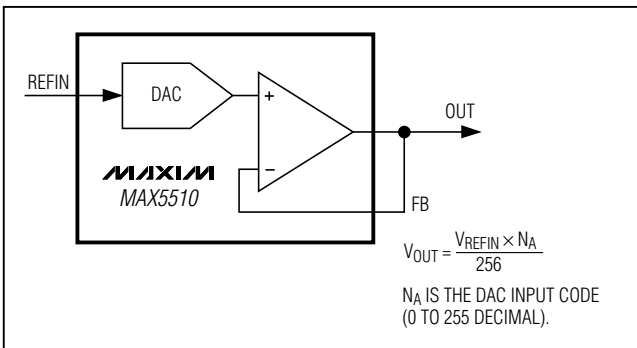 REFIN
DAC
+
OUT
−
MAXIM
MAX5510
FB
V_OUT = V_REFIN × N_A / 256
N_A IS THE DAC INPUT CODE
(0 TO 255 DECIMAL).